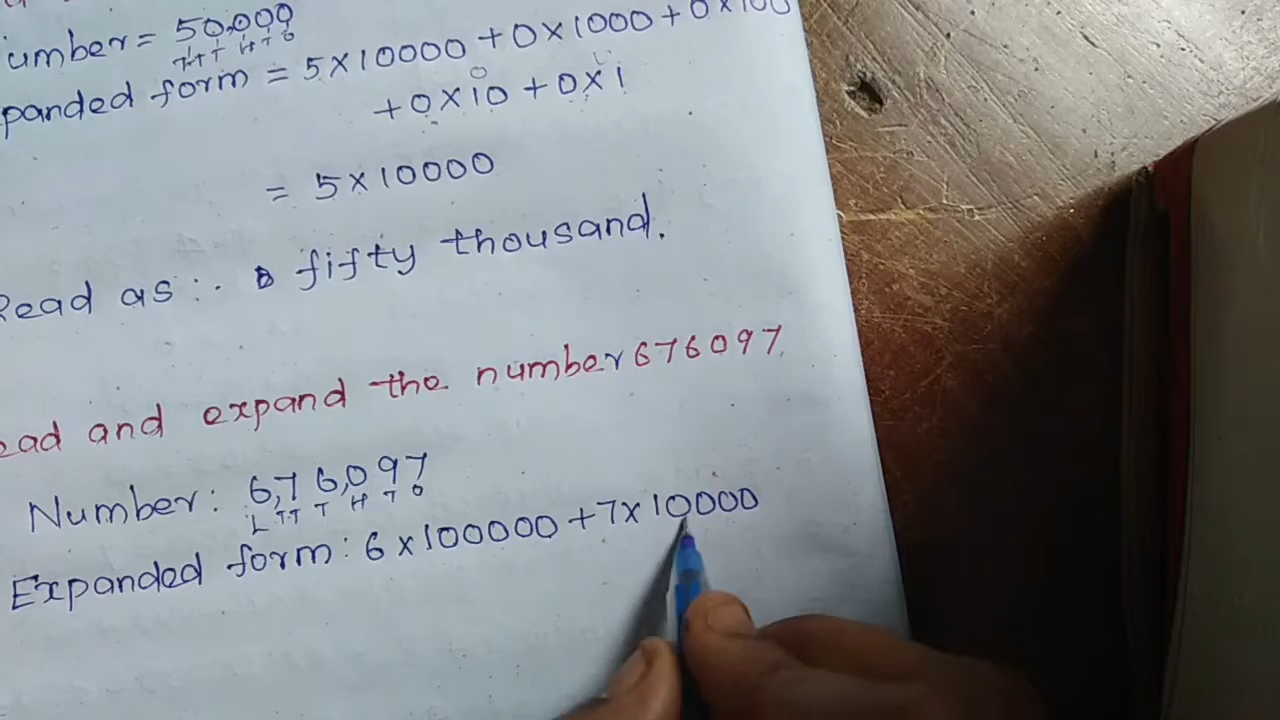 umber = 50,000
T-T T H T O
panded form = 5×10000 + 0×1000 + 0×100
+ 0×10 + 0×1
= 5×10000
Read as :. fifty thousand.
ead and expand the number 676097
Number: 6,76,097
L T-T T H T O
Expanded form: 6×100000 + 7×10000